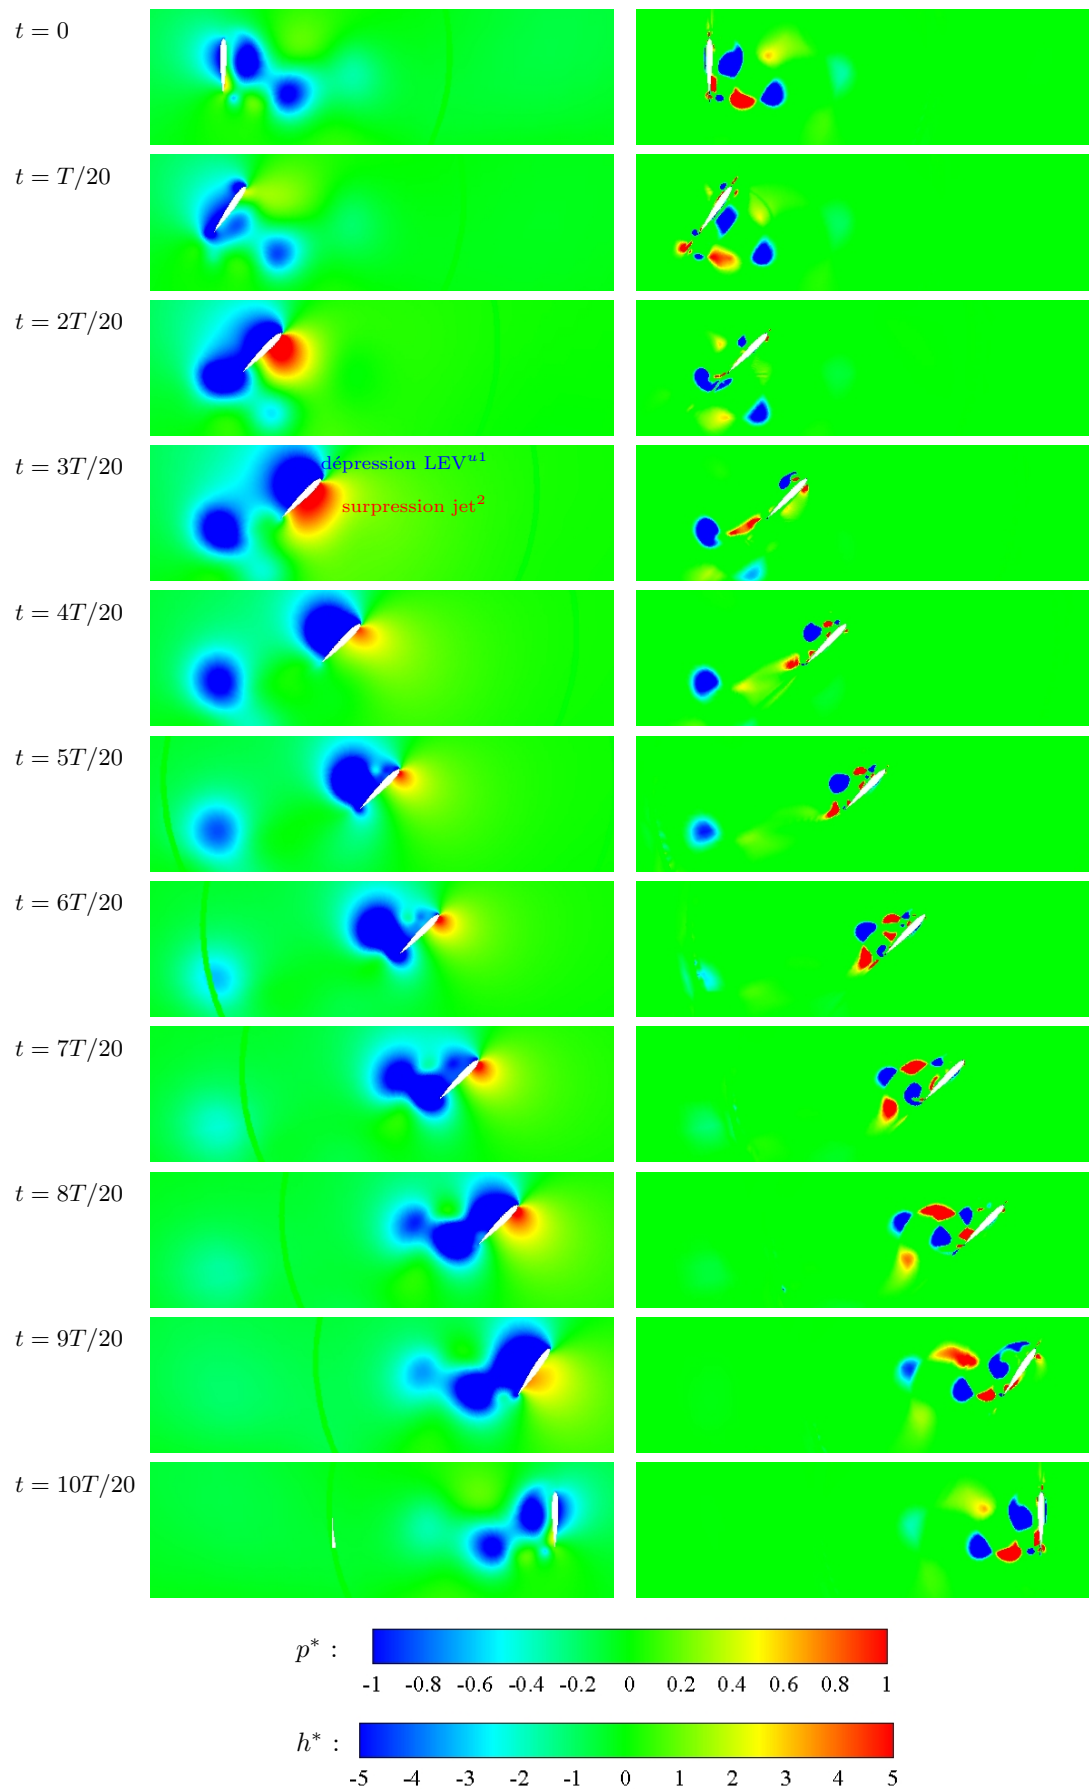 t = 0
t = T/20
t = 2T/20
t = 3T/20
dépression LEV^{u1}
surpression jet^2
t = 4T/20
t = 5T/20
t = 6T/20
t = 7T/20
t = 8T/20
t = 9T/20
t = 10T/20
p* :
-1 -0.8 -0.6 -0.4 -0.2 0 0.2 0.4 0.6 0.8 1
h* :
-5 -4 -3 -2 -1 0 1 2 3 4 5